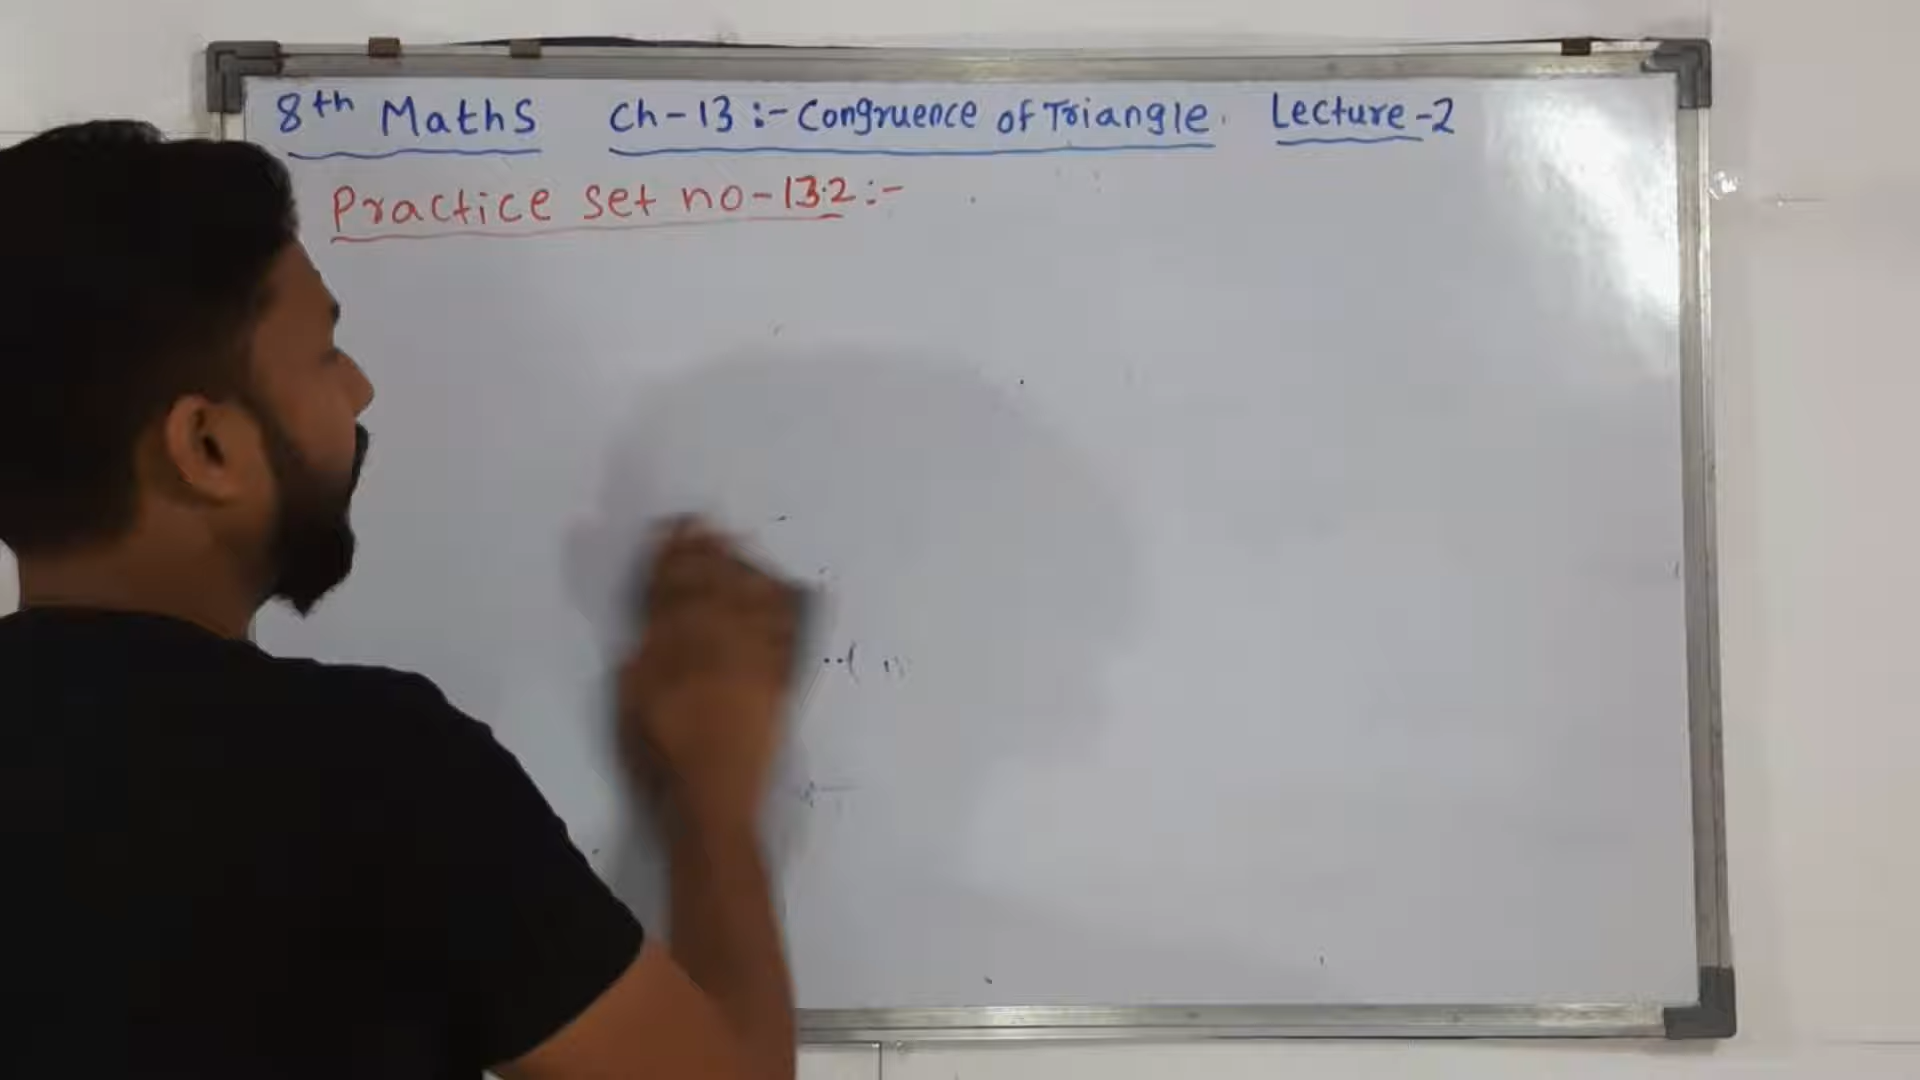 8th Maths Ch-13:- Congruence of Triangle. Lecture-2
Practice set no-13.2:-